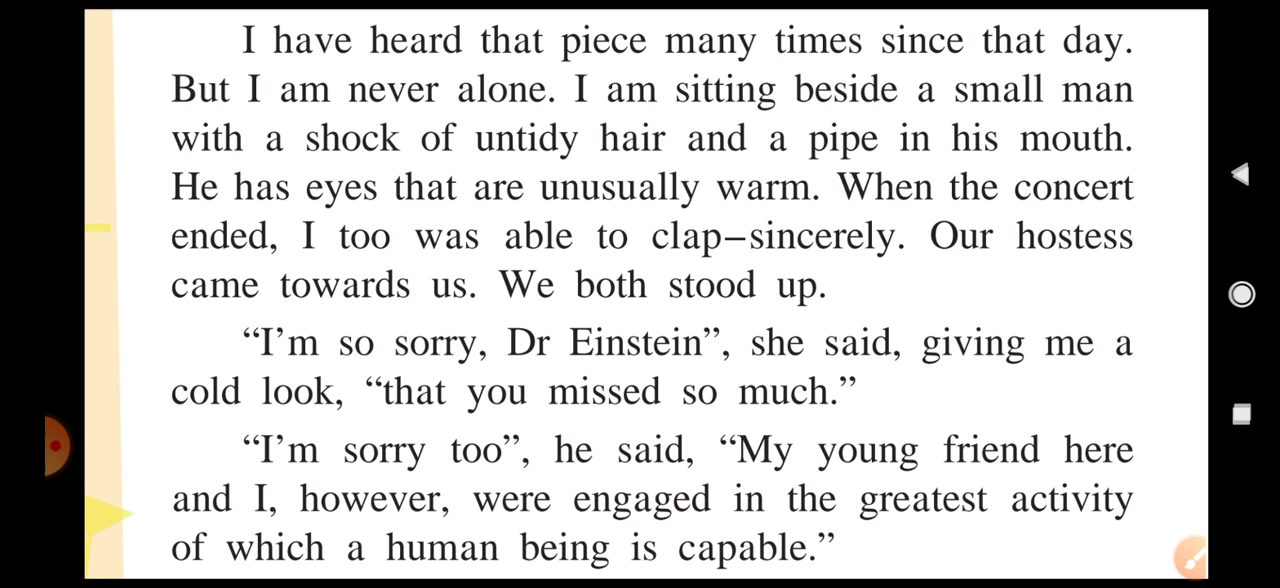 I have heard that piece many times since that day.
But I am never alone. I am sitting beside a small man
with a shock of untidy hair and a pipe in his mouth.
He has eyes that are unusually warm. When the concert
ended, I too was able to clap–sincerely. Our hostess
came towards us. We both stood up.
“I’m so sorry, Dr Einstein”, she said, giving me a
cold look, “that you missed so much.”
“I’m sorry too”, he said, “My young friend here
and I, however, were engaged in the greatest activity
of which a human being is capable.”